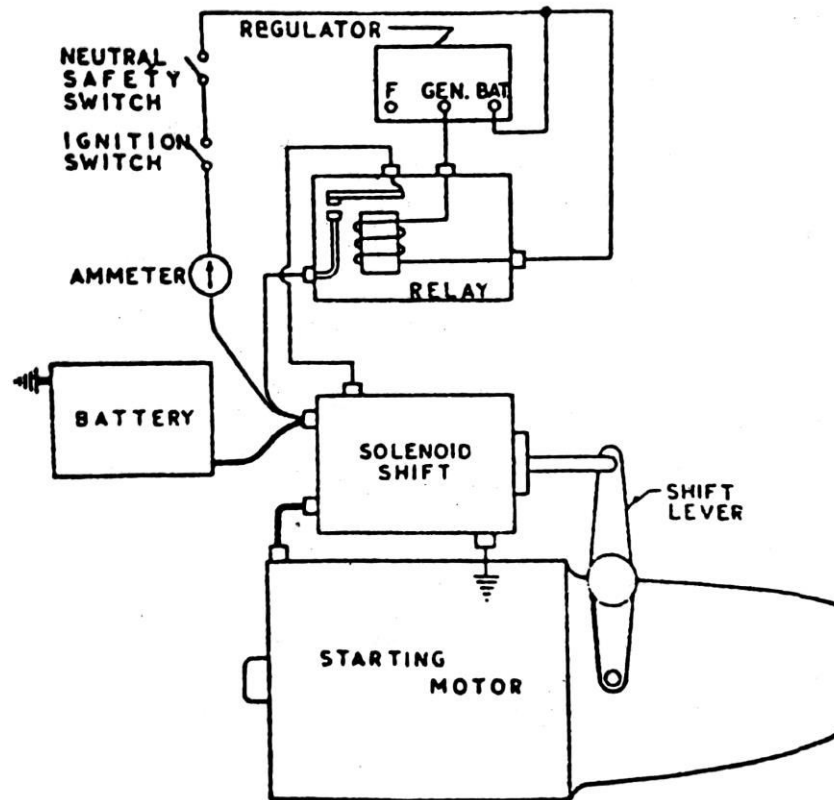 REGULATOR
NEUTRAL
SAFETY
SWITCH
F GEN. BAT.
IGNITION
SWITCH
AMMETER
RELAY
BATTERY
SOLENOID
SHIFT
SHIFT
LEVER
STARTING
MOTOR